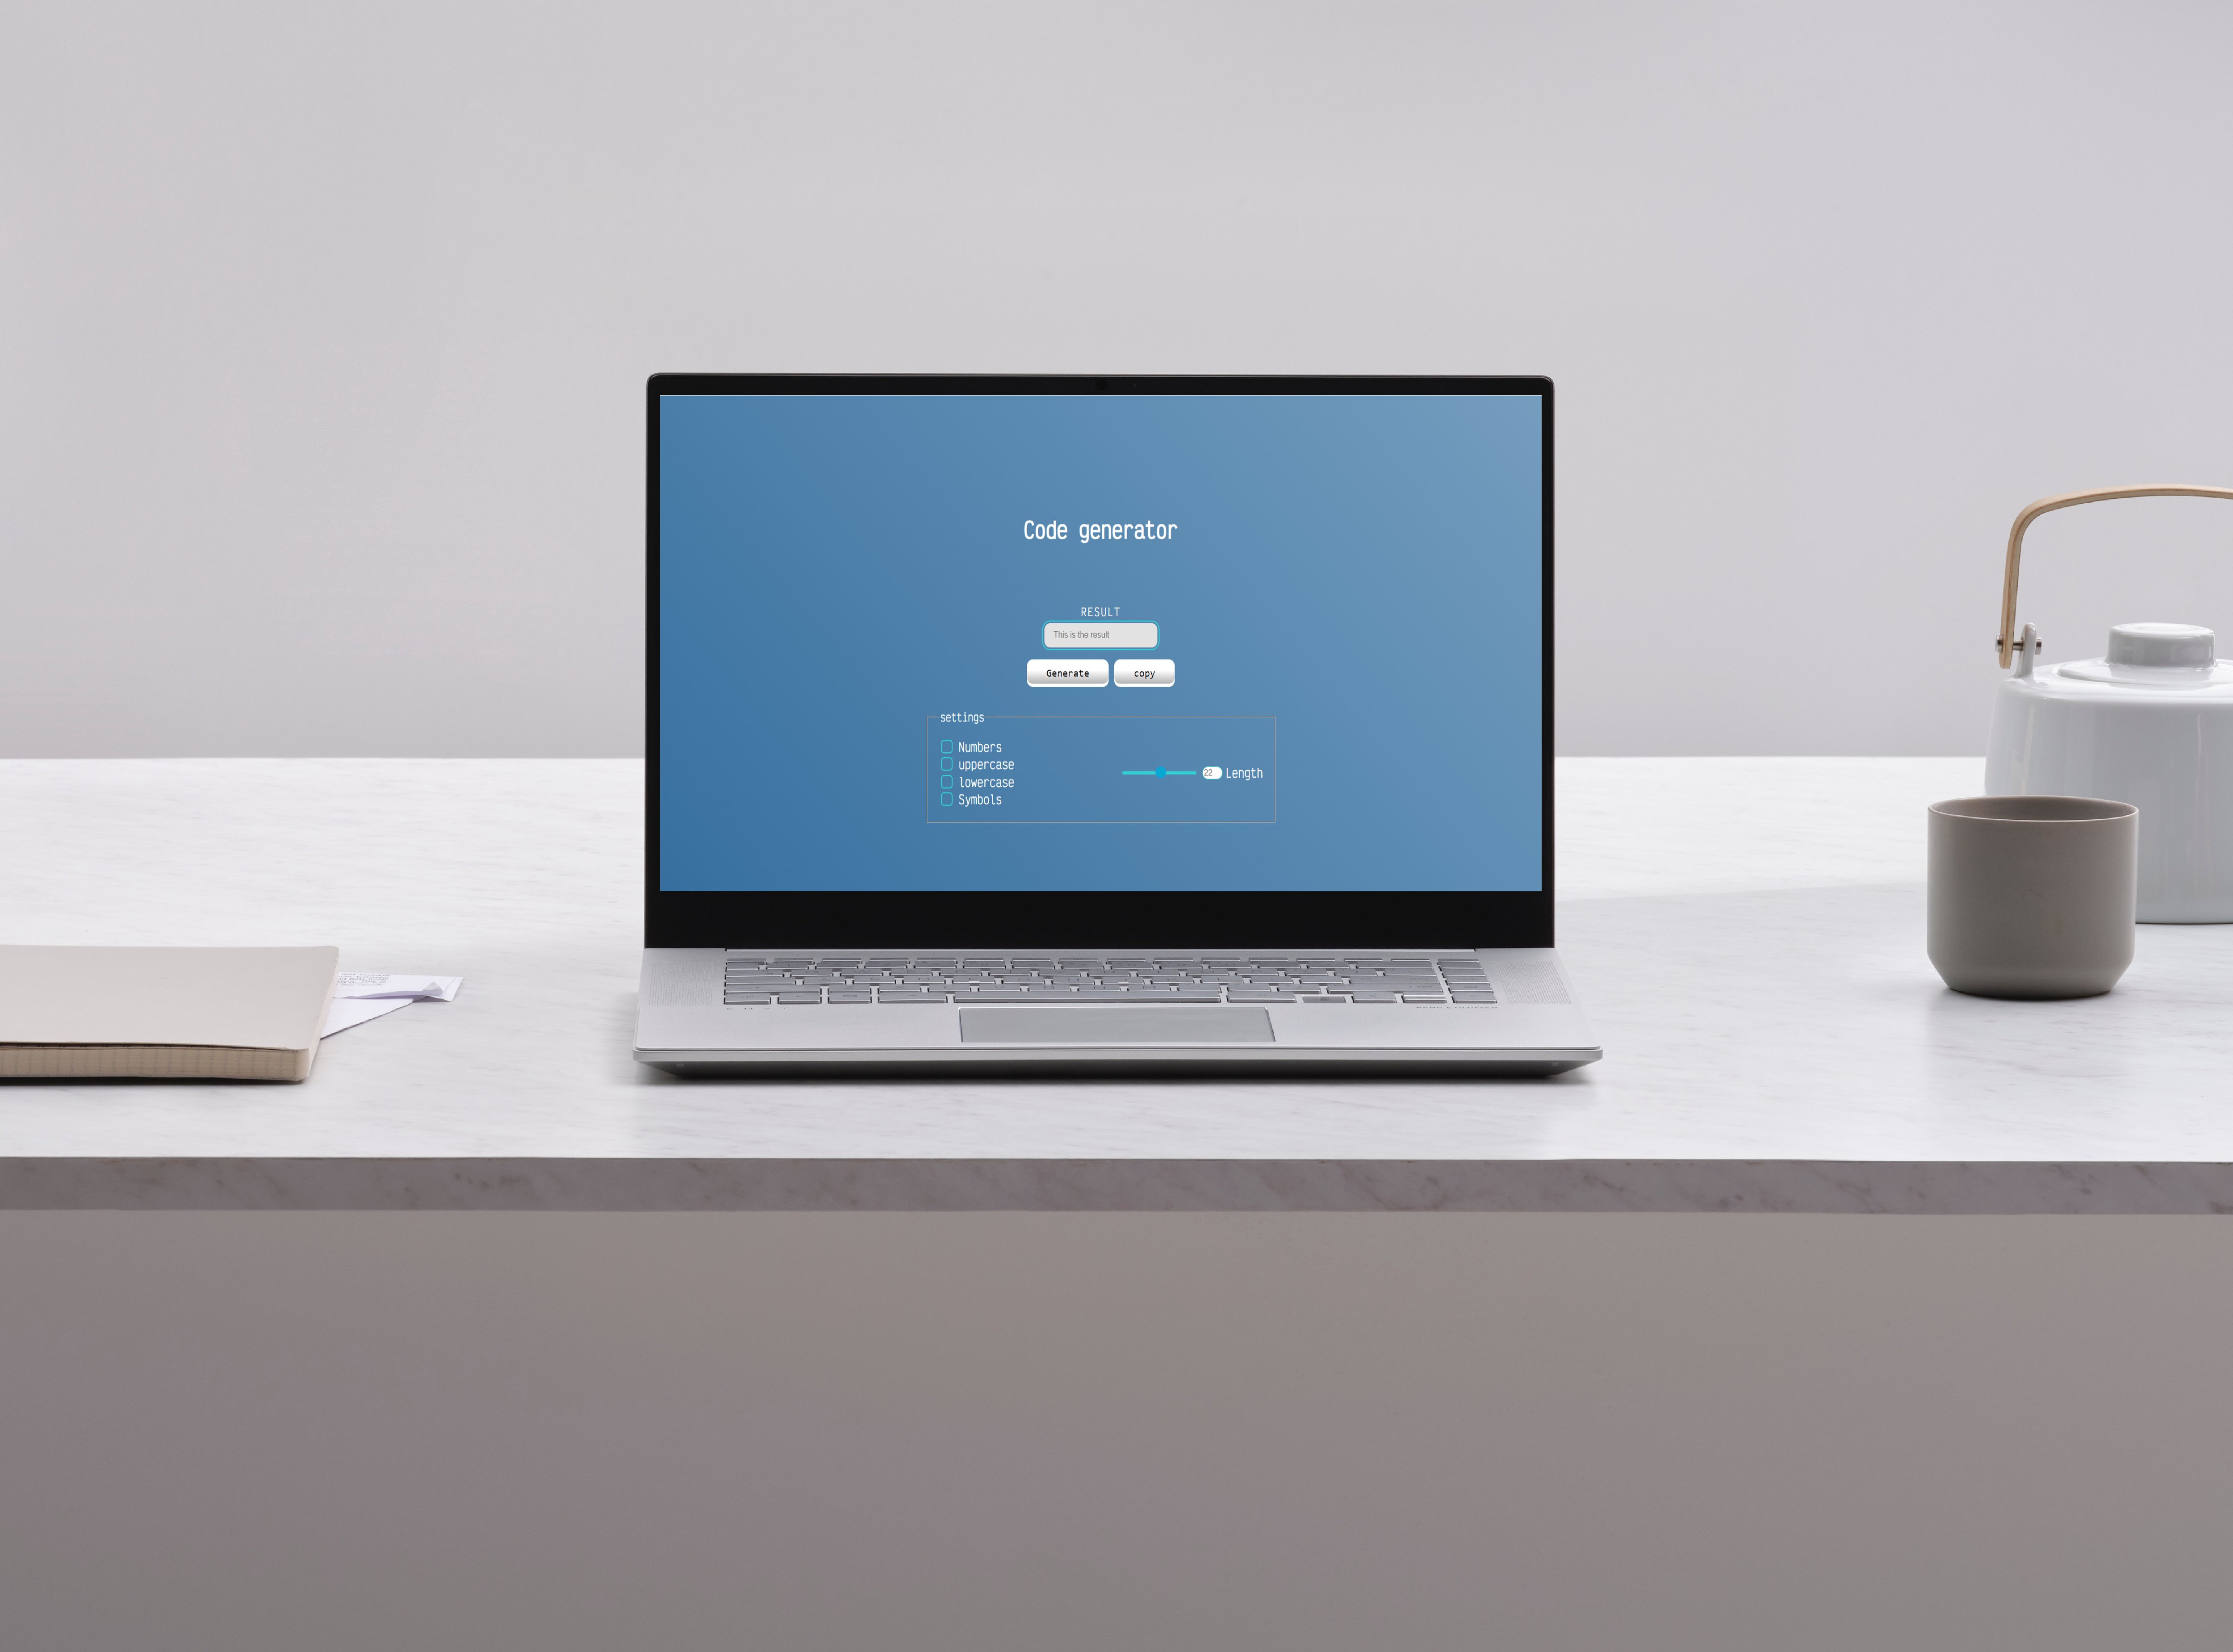 Code generator
RESULT
This is the result
Generate copy
settings
Numbers
uppercase
lowercase
Symbols
22 Length